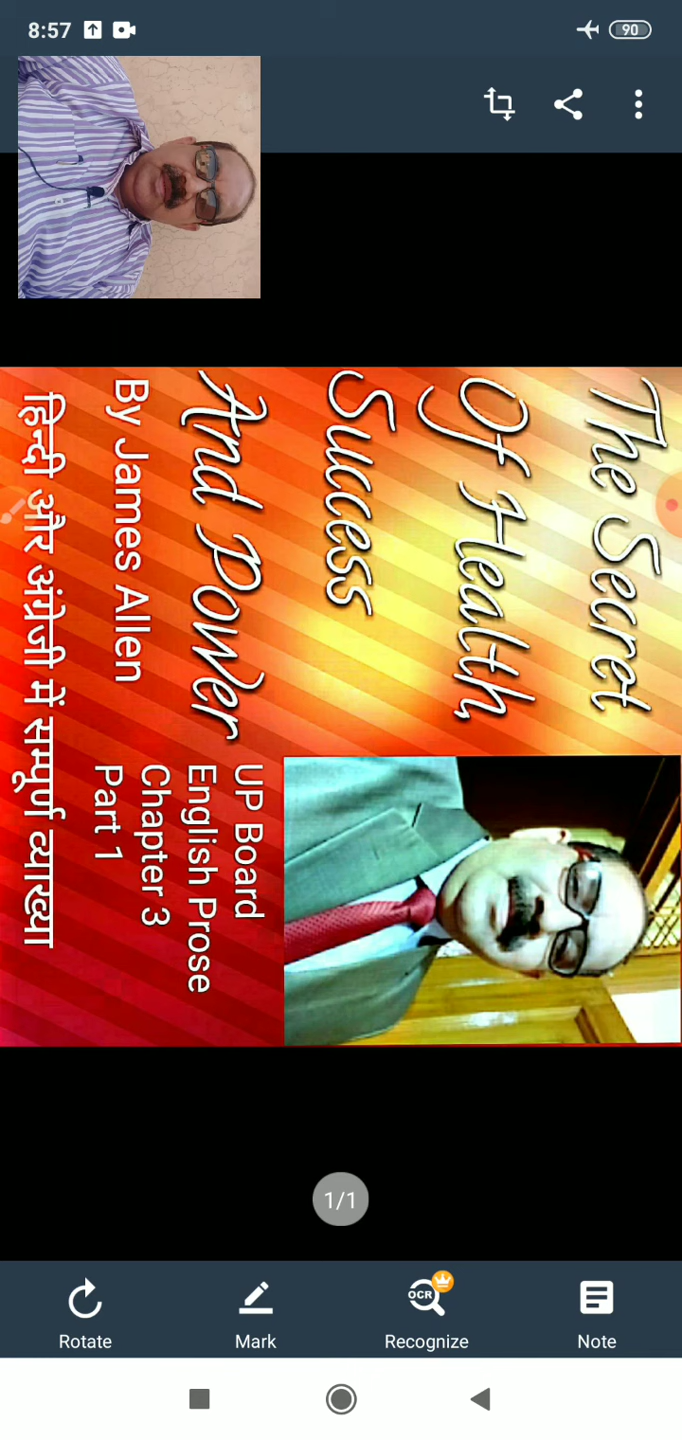 8:57
90
The Secret
Of Health
Success
And Power
By James Allen
हिन्दी और अंग्रेजी में सम्पूर्ण व्याख्या
UP Board
English Prose
Chapter 3
Part 1
1/1
OCR
Rotate
Mark
Recognize
Note